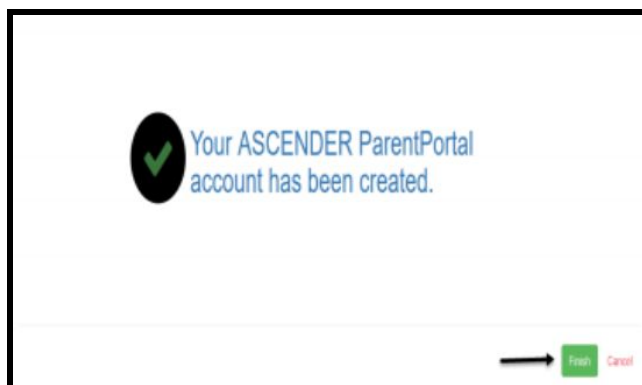 Your ASCENDER ParentPortal
account has been created.
Finish Cancel